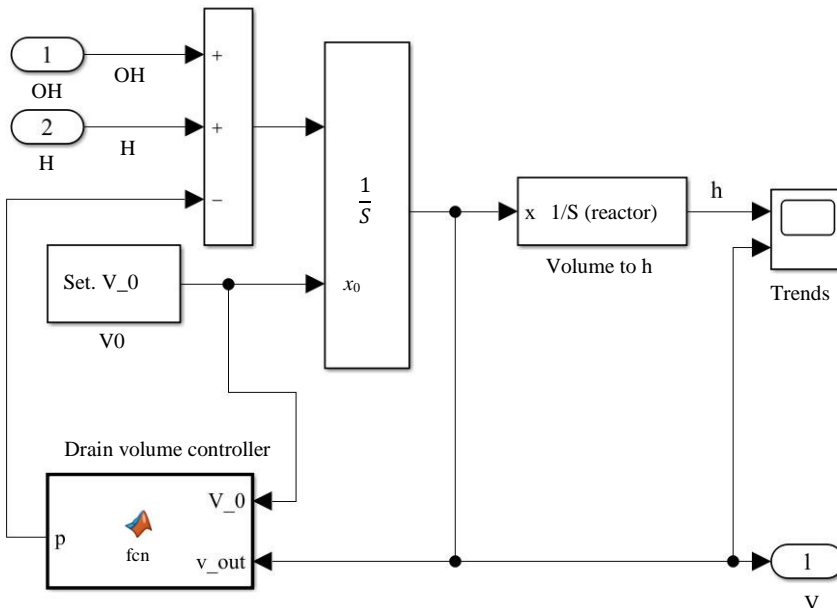 1
OH
OH
+
2
H
H
+
−
1
S
x₀
Set. V_0
V0
x 1/S (reactor)
Volume to h
h
Trends
Drain volume controller
V_0
p
fcn
v_out
1
V